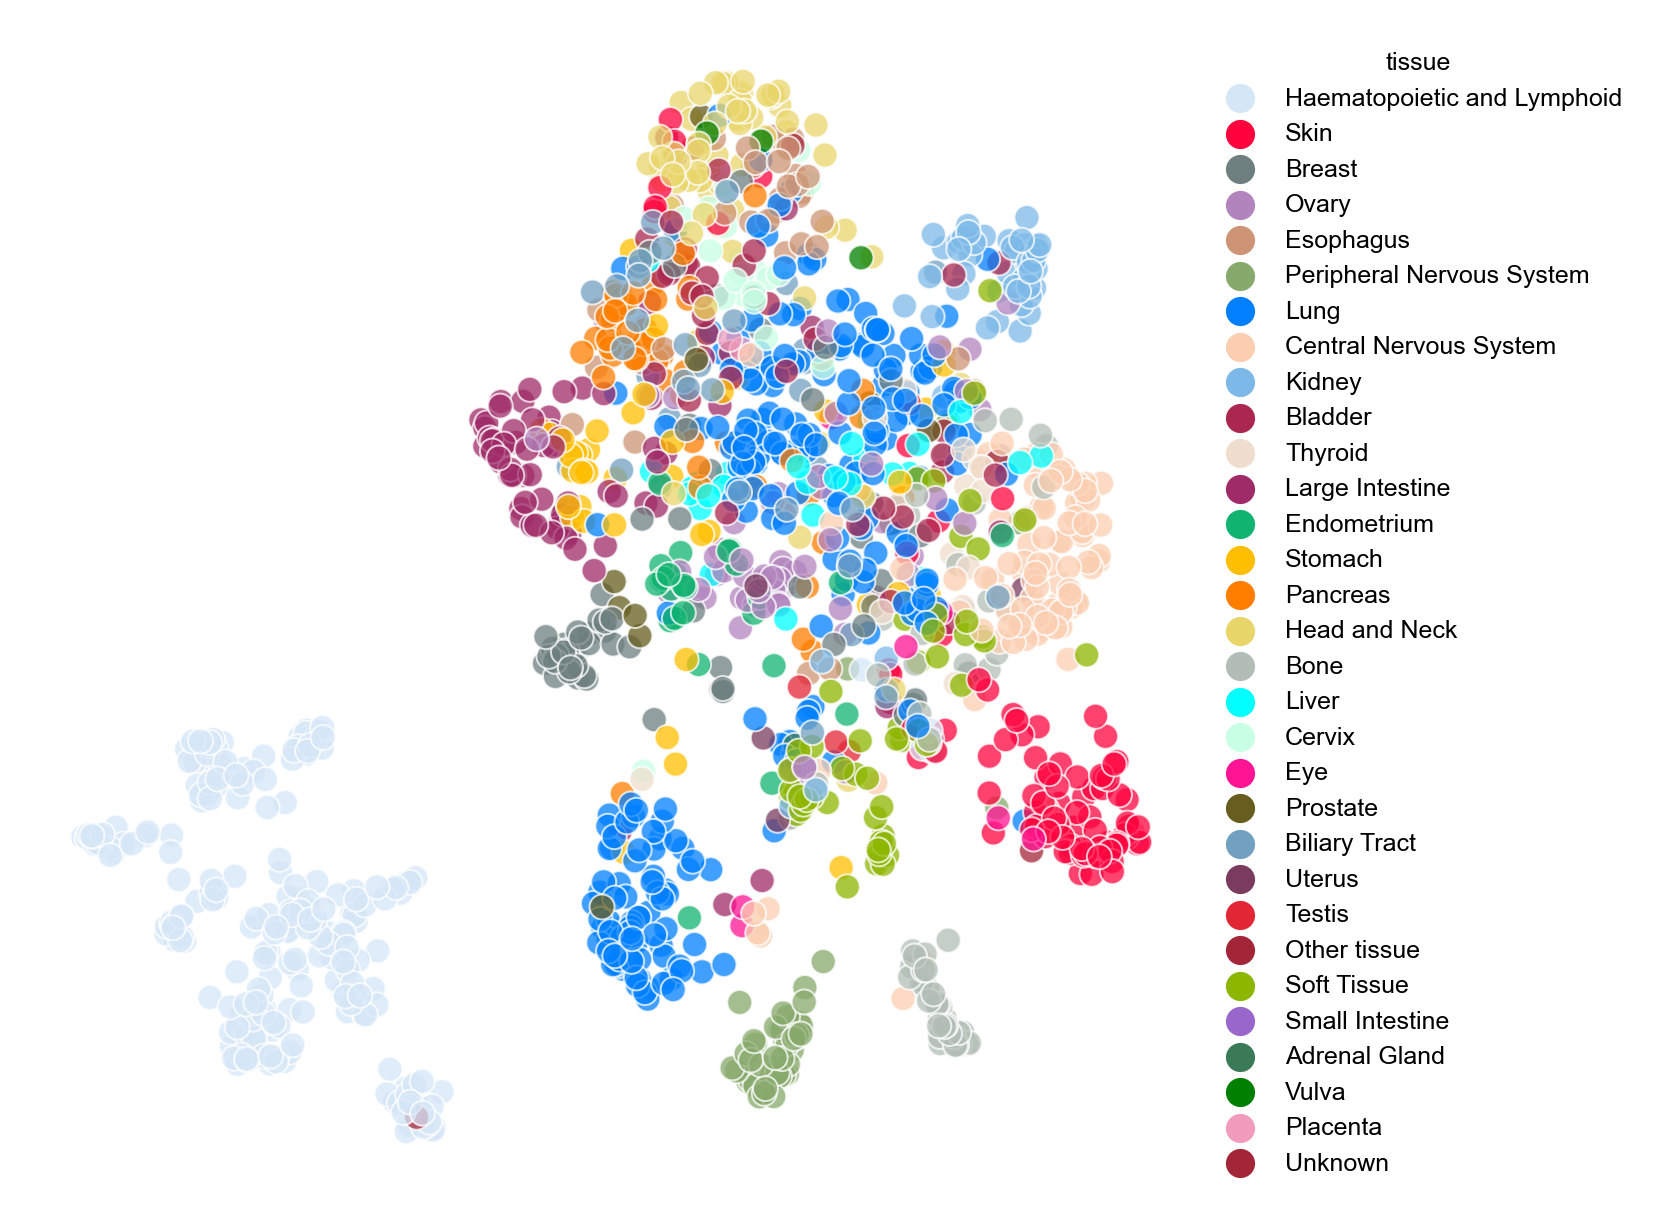 tissue
Haematopoietic and Lymphoid
Skin
Breast
Ovary
Esophagus
Peripheral Nervous System
Lung
Central Nervous System
Kidney
Bladder
Thyroid
Large Intestine
Endometrium
Stomach
Pancreas
Head and Neck
Bone
Liver
Cervix
Eye
Prostate
Biliary Tract
Uterus
Testis
Other tissue
Soft Tissue
Small Intestine
Adrenal Gland
Vulva
Placenta
Unknown